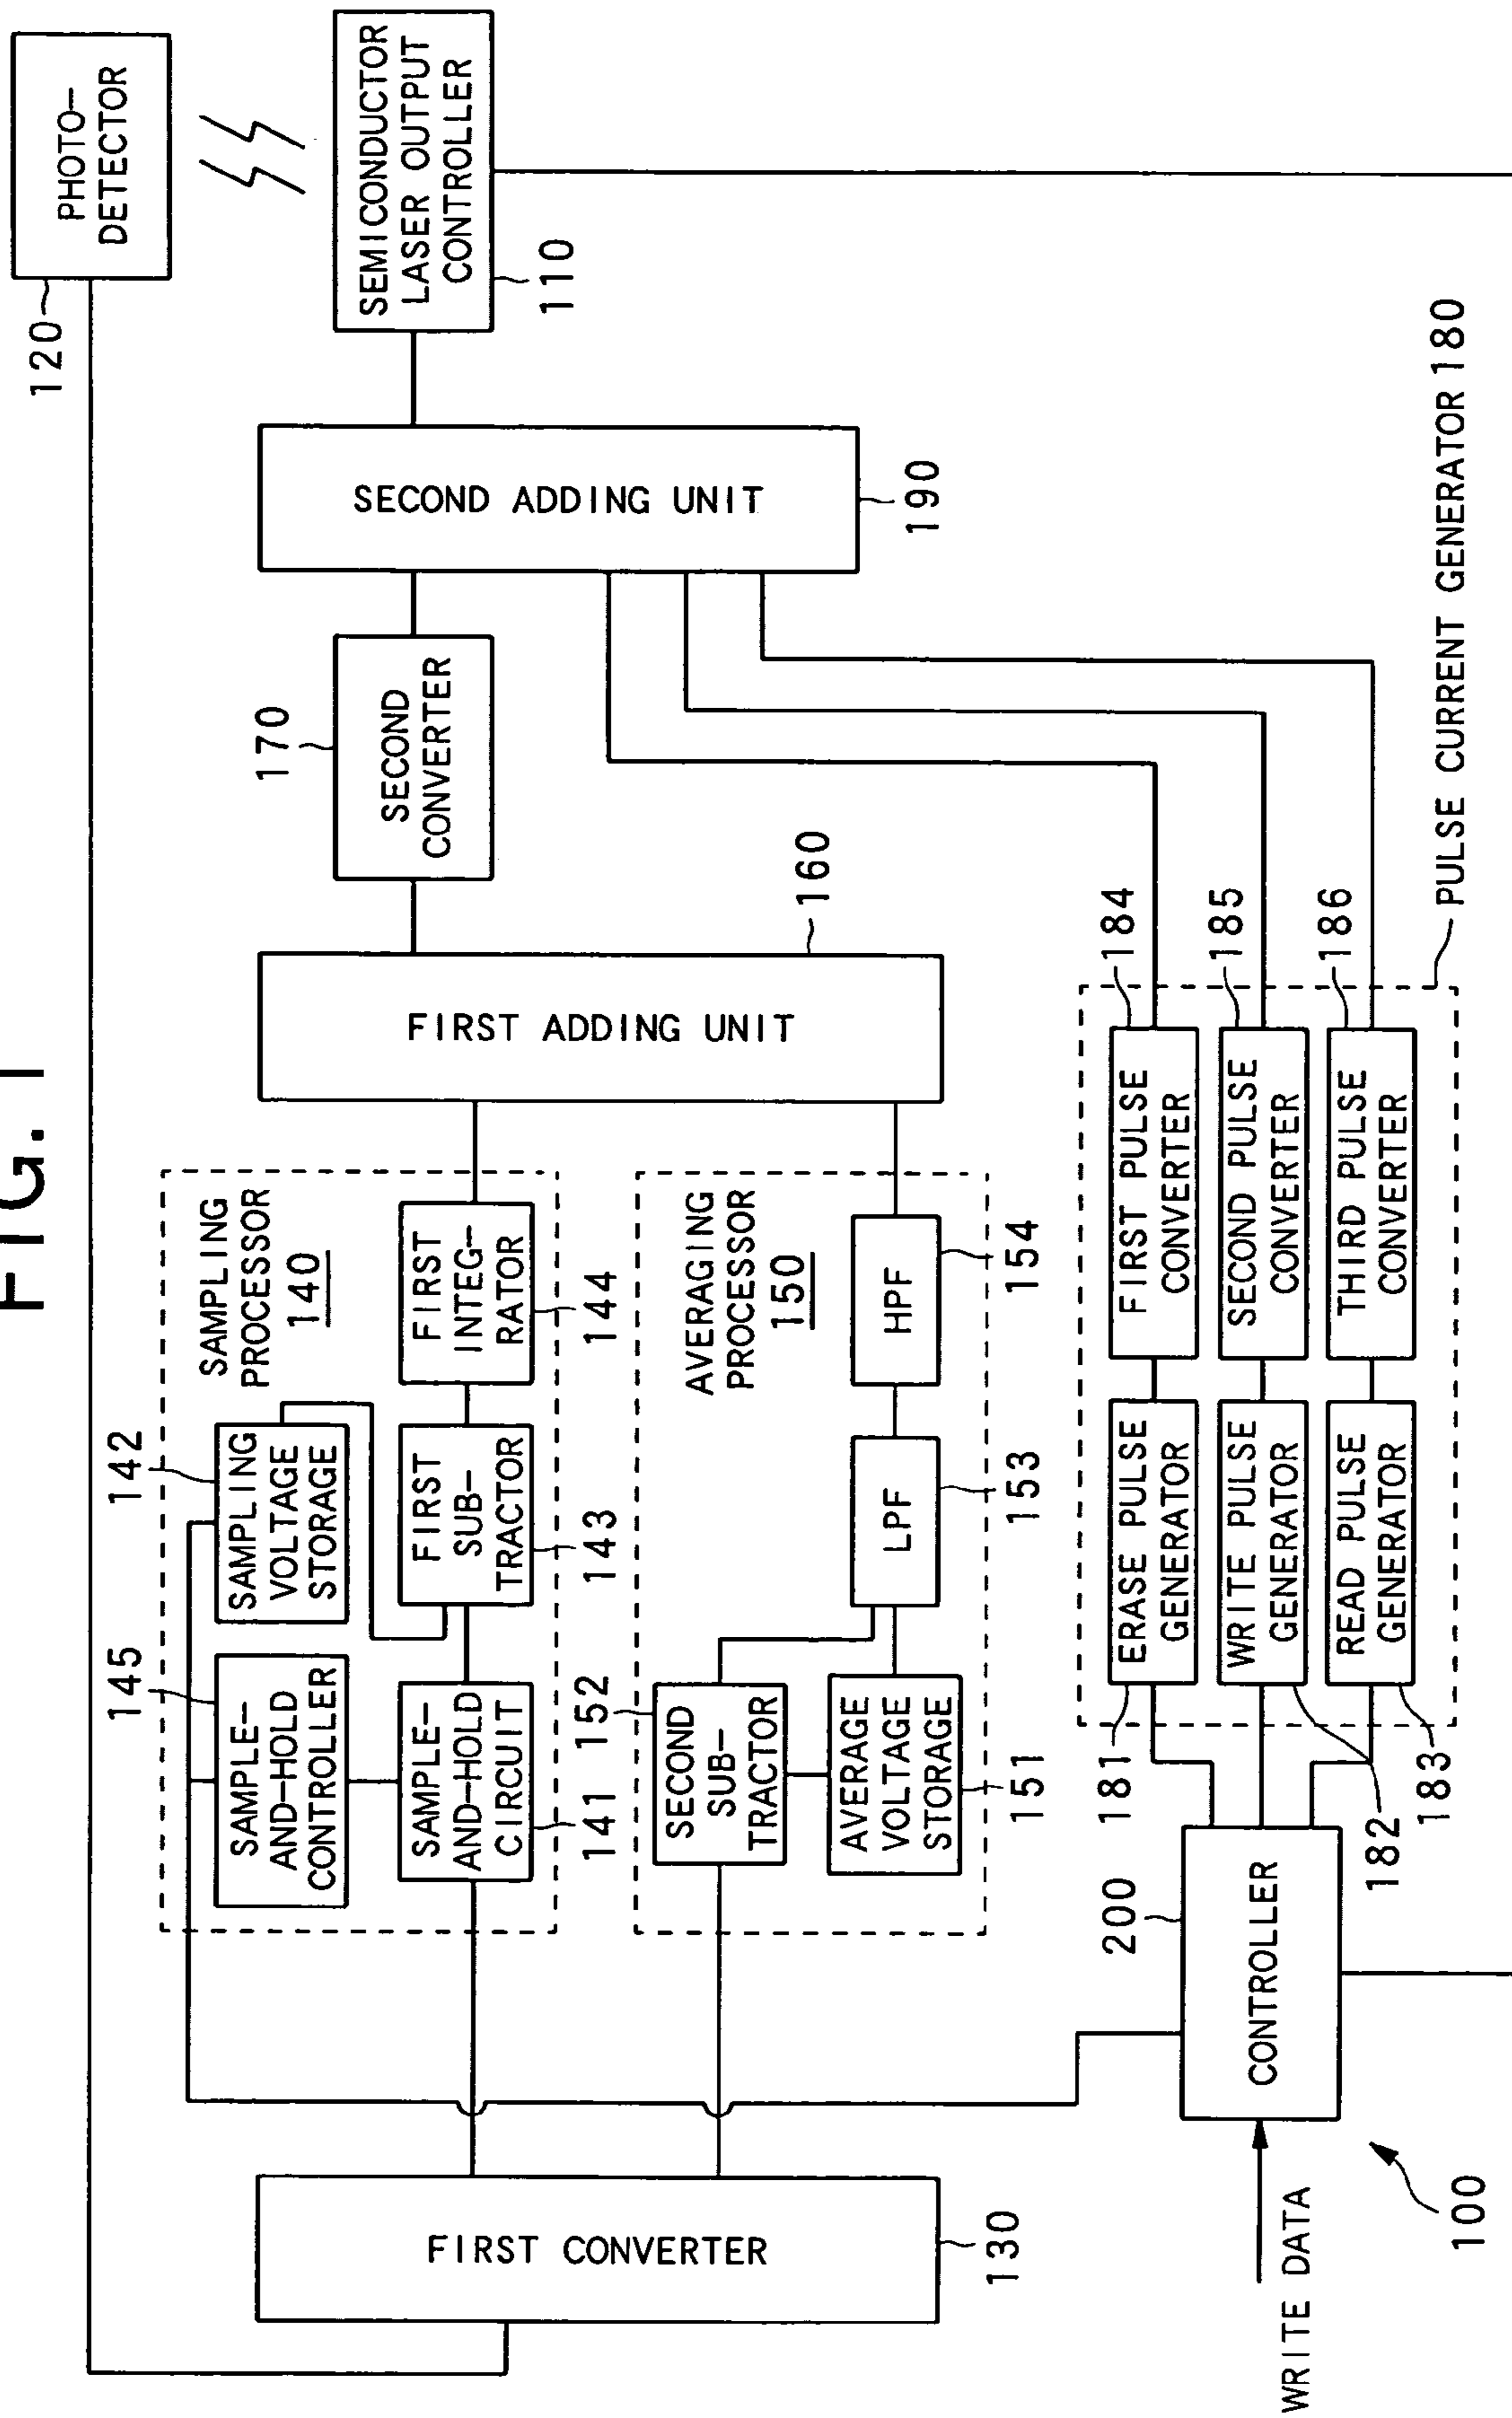 FIG. 1
120
PHOTO-
DETECTOR
SAMPLING
PROCESSOR
140
145
142
SAMPLE-
AND-HOLD
CONTROLLER
SAMPLING
VOLTAGE
STORAGE
SAMPLE-
AND-HOLD
CIRCUIT
141
FIRST
SUB-
TRACTOR
143
FIRST
INTEG-
RATOR
144
FIRST CONVERTER
130
AVERAGING
PROCESSOR
150
152
SECOND
SUB-
TRACTOR
AVERAGE
VOLTAGE
STORAGE
151
LPF
153
HPF
154
FIRST ADDING UNIT
160
170
SECOND
CONVERTER
SECOND ADDING UNIT
190
SEMICONDUCTOR
LASER OUTPUT
CONTROLLER
110
WRITE DATA
200
CONTROLLER
100
181
ERASE PULSE
GENERATOR
184
FIRST PULSE
CONVERTER
182
WRITE PULSE
GENERATOR
185
SECOND PULSE
CONVERTER
183
READ PULSE
GENERATOR
186
THIRD PULSE
CONVERTER
PULSE CURRENT GENERATOR 180